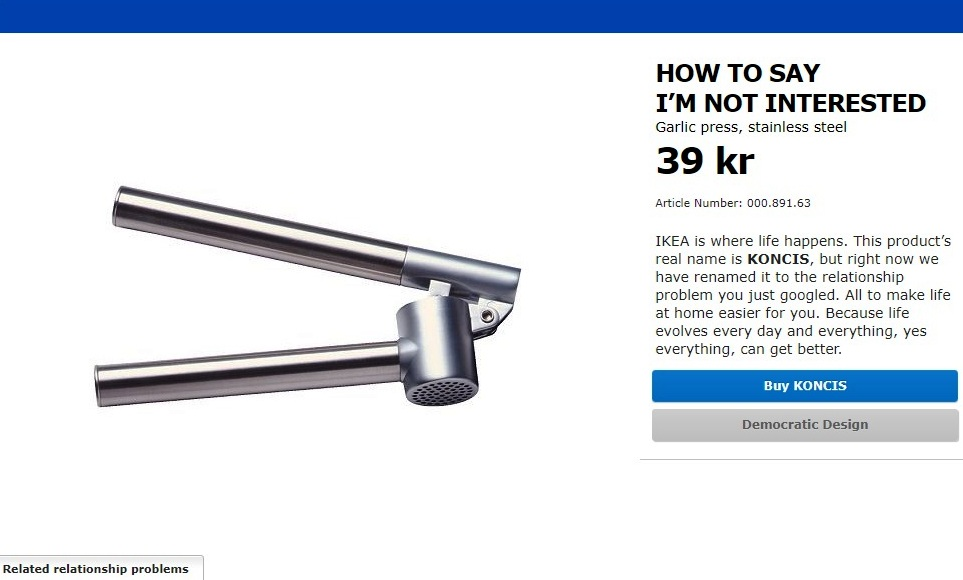 HOW TO SAY
I’M NOT INTERESTED
Garlic press, stainless steel
39 kr
Article Number: 000.891.63
IKEA is where life happens. This product’s
real name is KONCIS, but right now we
have renamed it to the relationship
problem you just googled. All to make life
at home easier for you. Because life
evolves every day and everything, yes
everything, can get better.
Buy KONCIS
Democratic Design
Related relationship problems